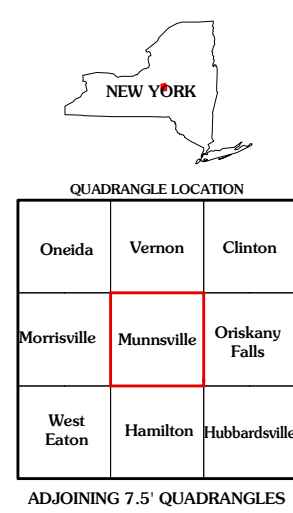 NEW YORK
QUADRANGLE LOCATION
Oneida
Vernon
Clinton
Morrisville
Munnsville
Oriskany
Falls
West
Eaton
Hamilton
Hubbardsville
ADJOINING 7.5' QUADRANGLES